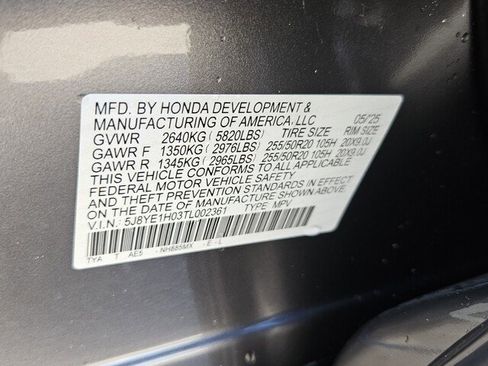 MFD. BY HONDA DEVELOPMENT &
MANUFACTURING OF AMERICA, LLC 05/25
GVWR 2640KG ( 5820LBS) TIRE SIZE RIM SIZE
GAWR F 1350KG ( 2976LBS) 255/50R20 105H 20X9.0J
GAWR R 1345KG ( 2965LBS) 255/50R20 105H 20X9.0J
THIS VEHICLE CONFORMS TO ALL APPLICABLE
FEDERAL MOTOR VEHICLE SAFETY
AND THEFT PREVENTION STANDARDS IN EFFECT
ON THE DATE OF MANUFACTURE SHOWN ABOVE.
V.I.N.: 5J8YE1H03TL002361 TYPE: MPV
TYA T AE5 - NH885MX - E - L